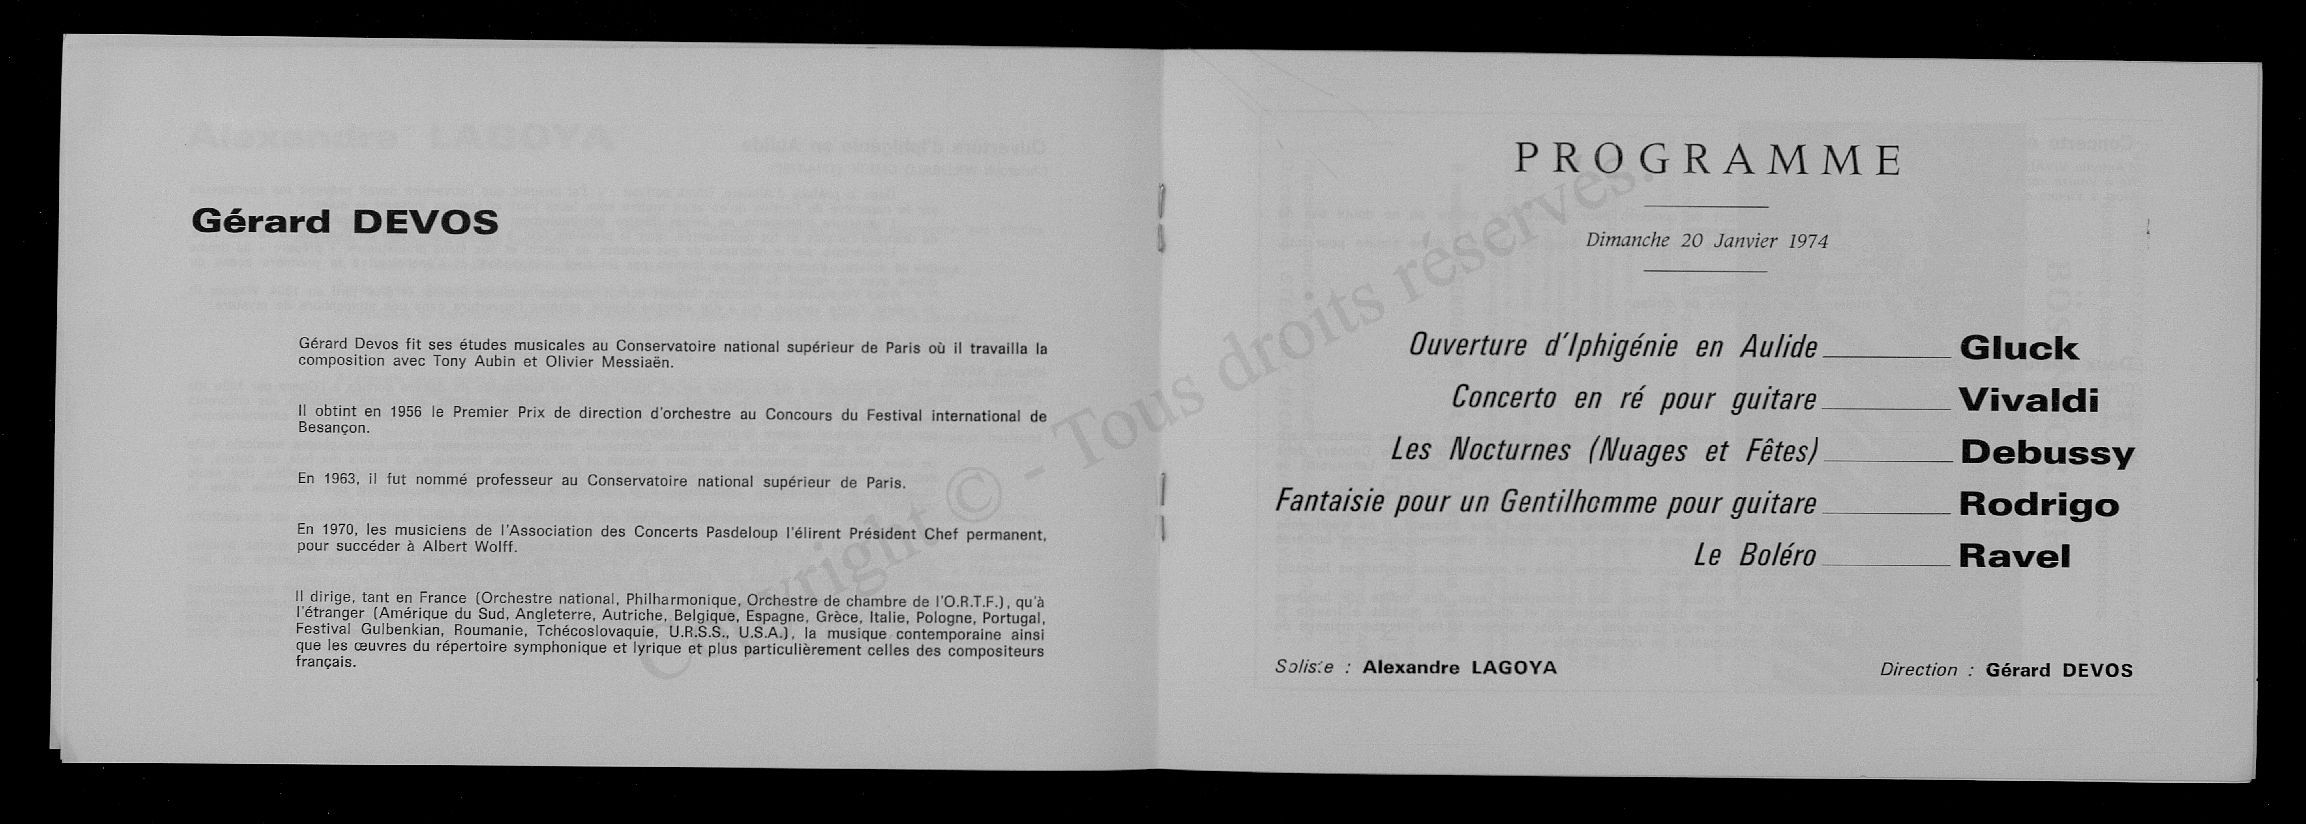 Gérard DEVOS
Gérard Devos fit ses études musicales au Conservatoire national supérieur de Paris où il travailla la
composition avec Tony Aubin et Olivier Messiaën.
Il obtint en 1956 le Premier Prix de direction d'orchestre au Concours du Festival international de
Besançon.
En 1963, il fut nommé professeur au Conservatoire national supérieur de Paris.
En 1970, les musiciens de l'Association des Concerts Pasdeloup l'élirent Président Chef permanent,
pour succéder à Albert Wolff.
Il dirige, tant en France (Orchestre national, Philharmonique, Orchestre de chambre de l'O.R.T.F.), qu'à
l'étranger (Amérique du Sud, Angleterre, Autriche, Belgique, Espagne, Grèce, Italie, Pologne, Portugal,
Festival Gulbenkian, Roumanie, Tchécoslovaquie, U.R.S.S., U.S.A.), la musique contemporaine ainsi
que les œuvres du répertoire symphonique et lyrique et plus particulièrement celles des compositeurs
français.
PROGRAMME
Dimanche 20 Janvier 1974
Ouverture d'Iphigénie en Aulide Gluck
Concerto en ré pour guitare Vivaldi
Les Nocturnes (Nuages et Fêtes) Debussy
Fantaisie pour un Gentilhomme pour guitare Rodrigo
Le Boléro Ravel
Soliste : Alexandre LAGOYA Direction : Gérard DEVOS
Copyright © - Tous droits réservés.